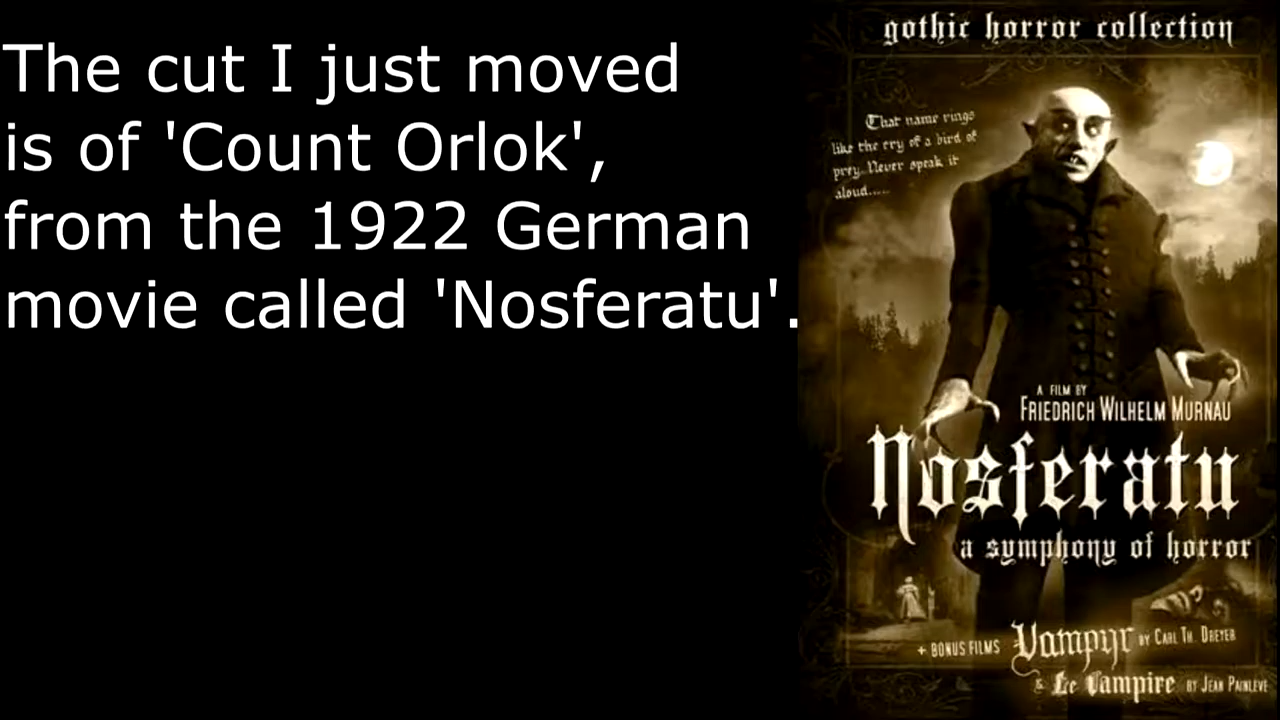 The cut I just moved
is of 'Count Orlok',
from the 1922 German
movie called 'Nosferatu'.
gothic horror collection
That name rings
like the cry of a bird of
prey..Never speak it
aloud.....
A FILM BY
FRIEDRICH WILHELM MURNAU
Nosferatu
a symphony of horror
+ BONUS FILMS Vampyr BY CARL TH. DREYER
& Le Vampire BY JEAN PAINLEVE